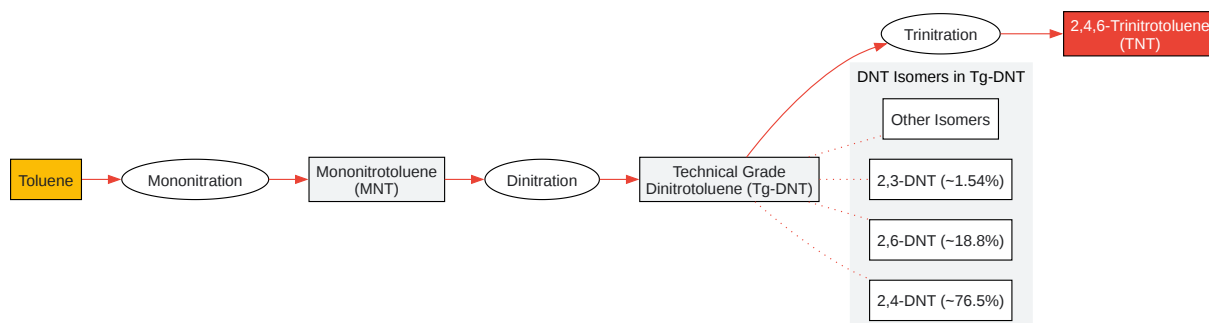 Toluene
Mononitration
Mononitrotoluene
(MNT)
Dinitration
Technical Grade
Dinitrotoluene (Tg-DNT)
Trinitration
2,4,6-Trinitrotoluene
(TNT)
DNT Isomers in Tg-DNT
Other Isomers
2,3-DNT (~1.54%)
2,6-DNT (~18.8%)
2,4-DNT (~76.5%)